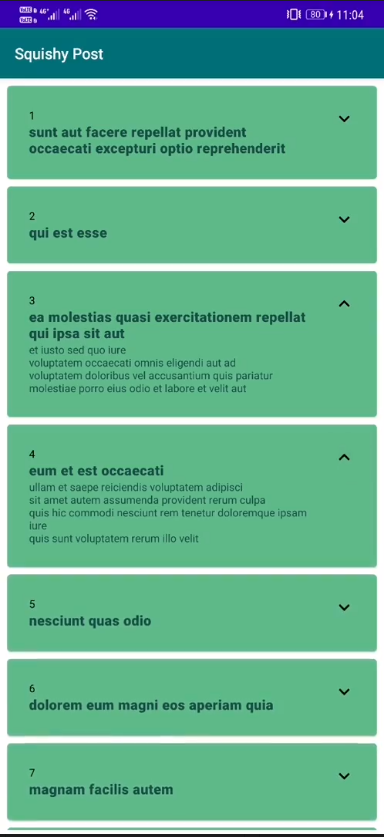 80 11:04
Squishy Post
1
sunt aut facere repellat provident
occaecati excepturi optio reprehenderit
2
qui est esse
3
ea molestias quasi exercitationem repellat
qui ipsa sit aut
et iusto sed quo iure
voluptatem occaecati omnis eligendi aut ad
voluptatem doloribus vel accusantium quis pariatur
molestiae porro eius odio et labore et velit aut
4
eum et est occaecati
ullam et saepe reiciendis voluptatem adipisci
sit amet autem assumenda provident rerum culpa
quis hic commodi nesciunt rem tenetur doloremque ipsam
iure
quis sunt voluptatem rerum illo velit
5
nesciunt quas odio
6
dolorem eum magni eos aperiam quia
7
magnam facilis autem